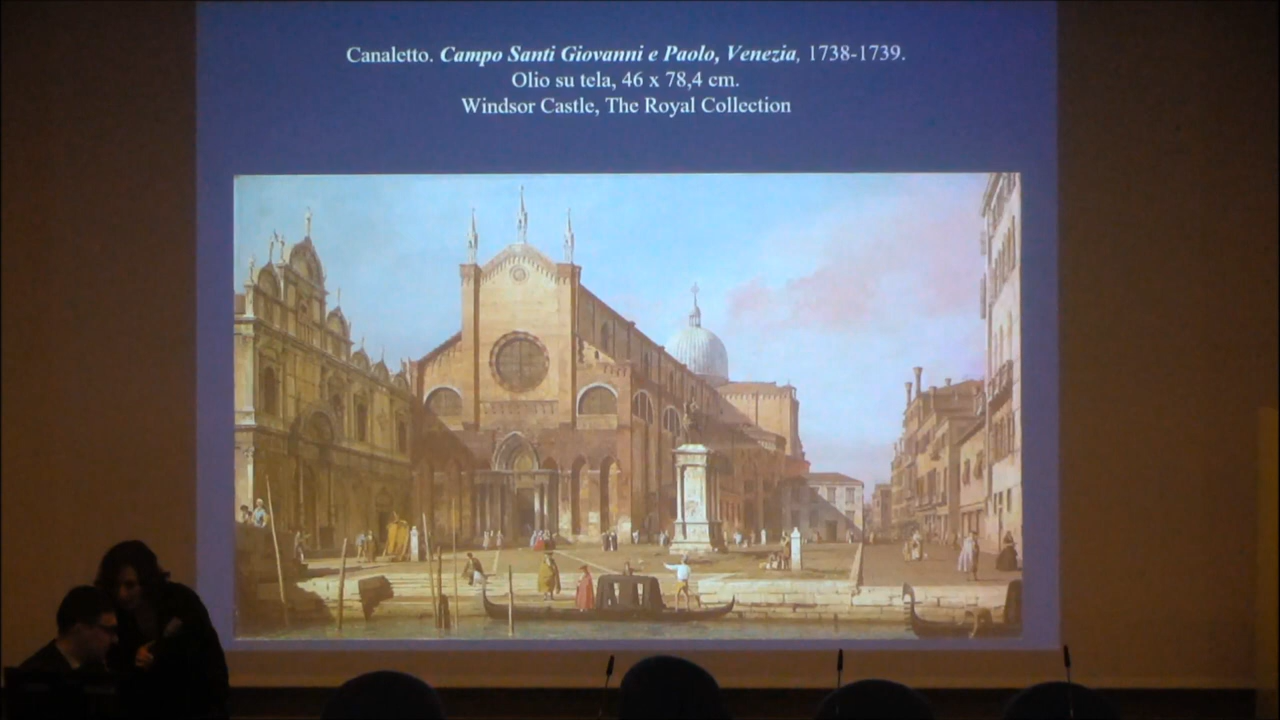 Canaletto. Campo Santi Giovanni e Paolo, Venezia, 1738-1739.
Olio su tela, 46 x 78,4 cm.
Windsor Castle, The Royal Collection